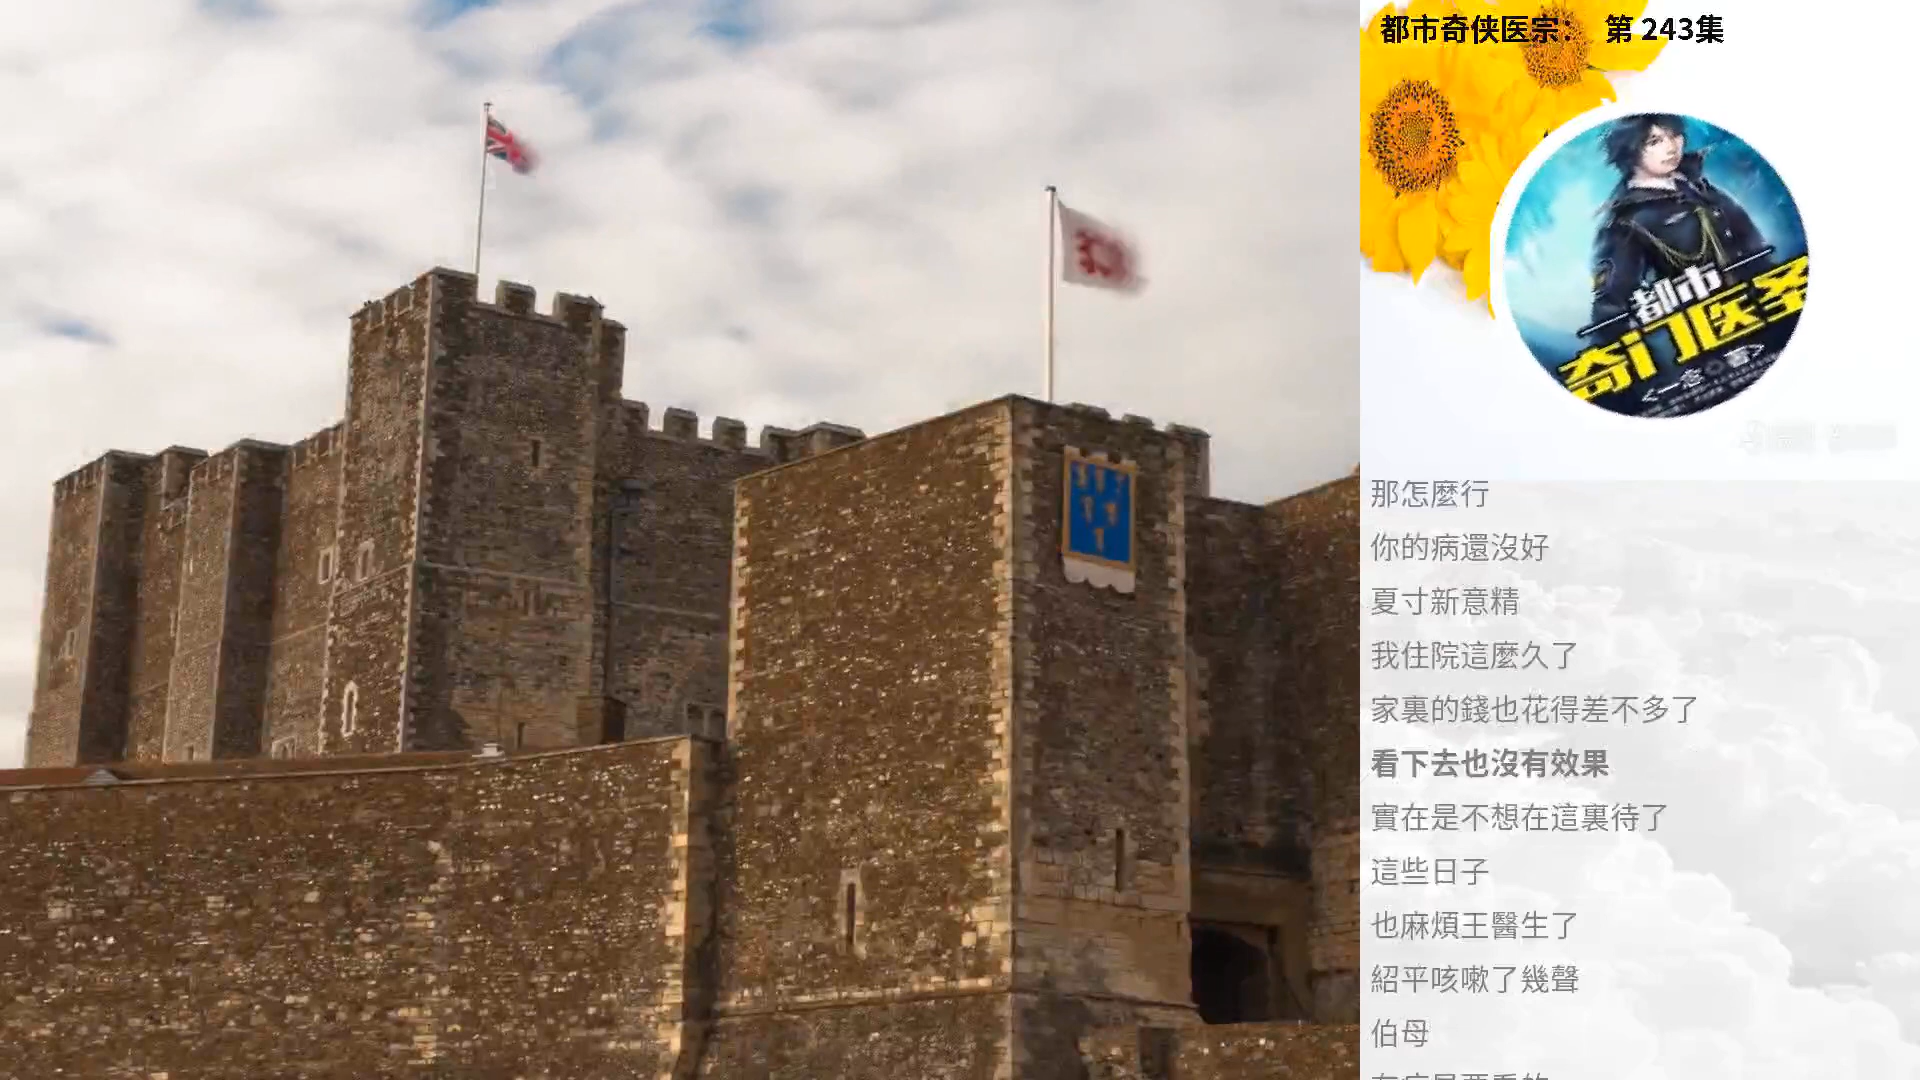 都市奇侠医宗： 第 243集
都市
奇门医圣
那怎麼行
你的病還沒好
夏寸新意精
我住院這麼久了
家裏的錢也花得差不多了
看下去也沒有效果
實在是不想在這裏待了
這些日子
也麻煩王醫生了
紹平咳嗽了幾聲
伯母